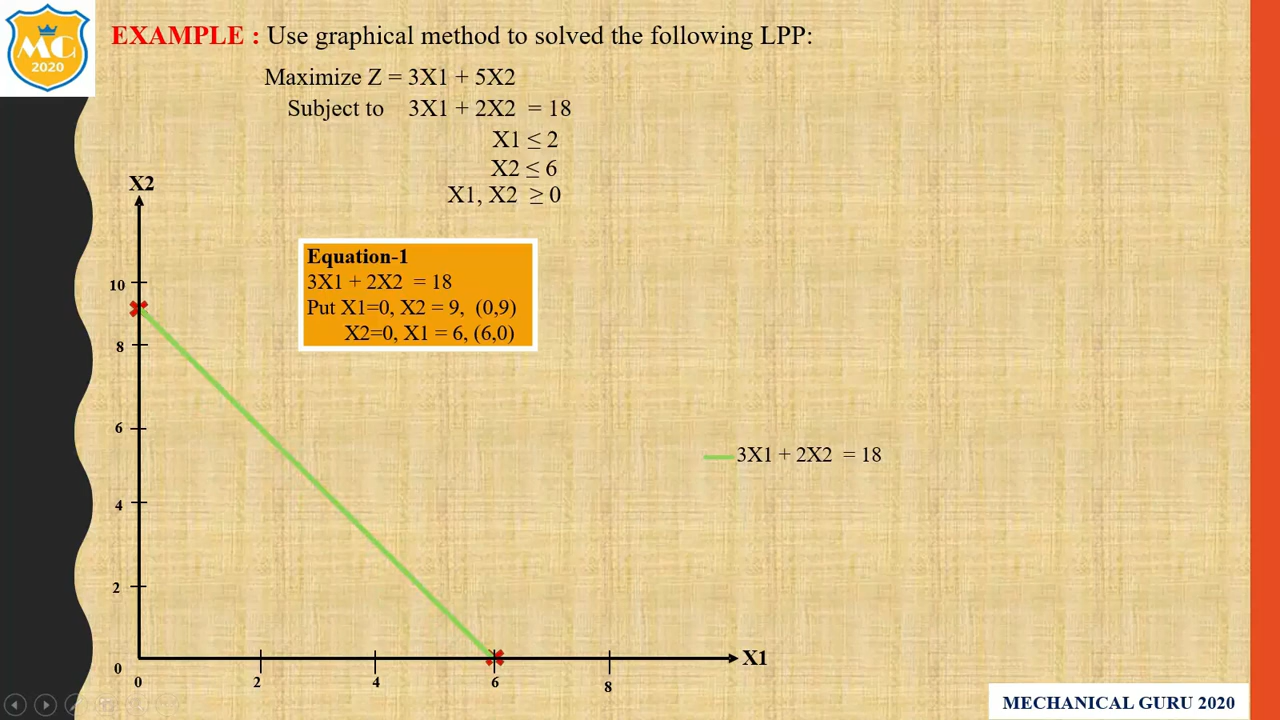 MG
2020
EXAMPLE : Use graphical method to solved the following LPP:
Maximize Z = 3X1 + 5X2
Subject to 3X1 + 2X2 = 18
X1 ≤ 2
X2 ≤ 6
X1, X2 ≥ 0
X2
Equation-1
3X1 + 2X2 = 18
Put X1=0, X2 = 9, (0,9)
X2=0, X1 = 6, (6,0)
10
8
6
4
2
0
3X1 + 2X2 = 18
X1
0 2 4 6 8
MECHANICAL GURU 2020